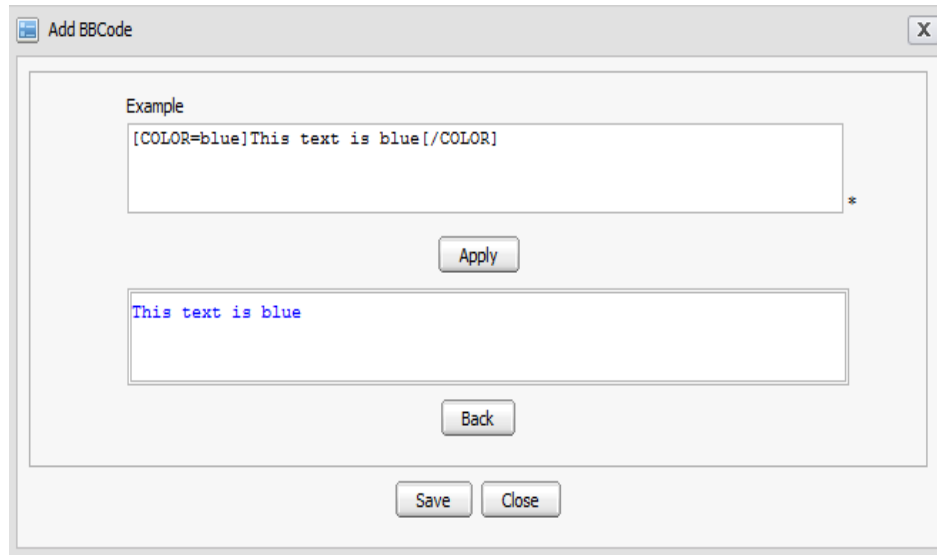 Add BBCode
X
Example
[COLOR=blue]This text is blue[/COLOR]
*
Apply
This text is blue
Back
Save Close